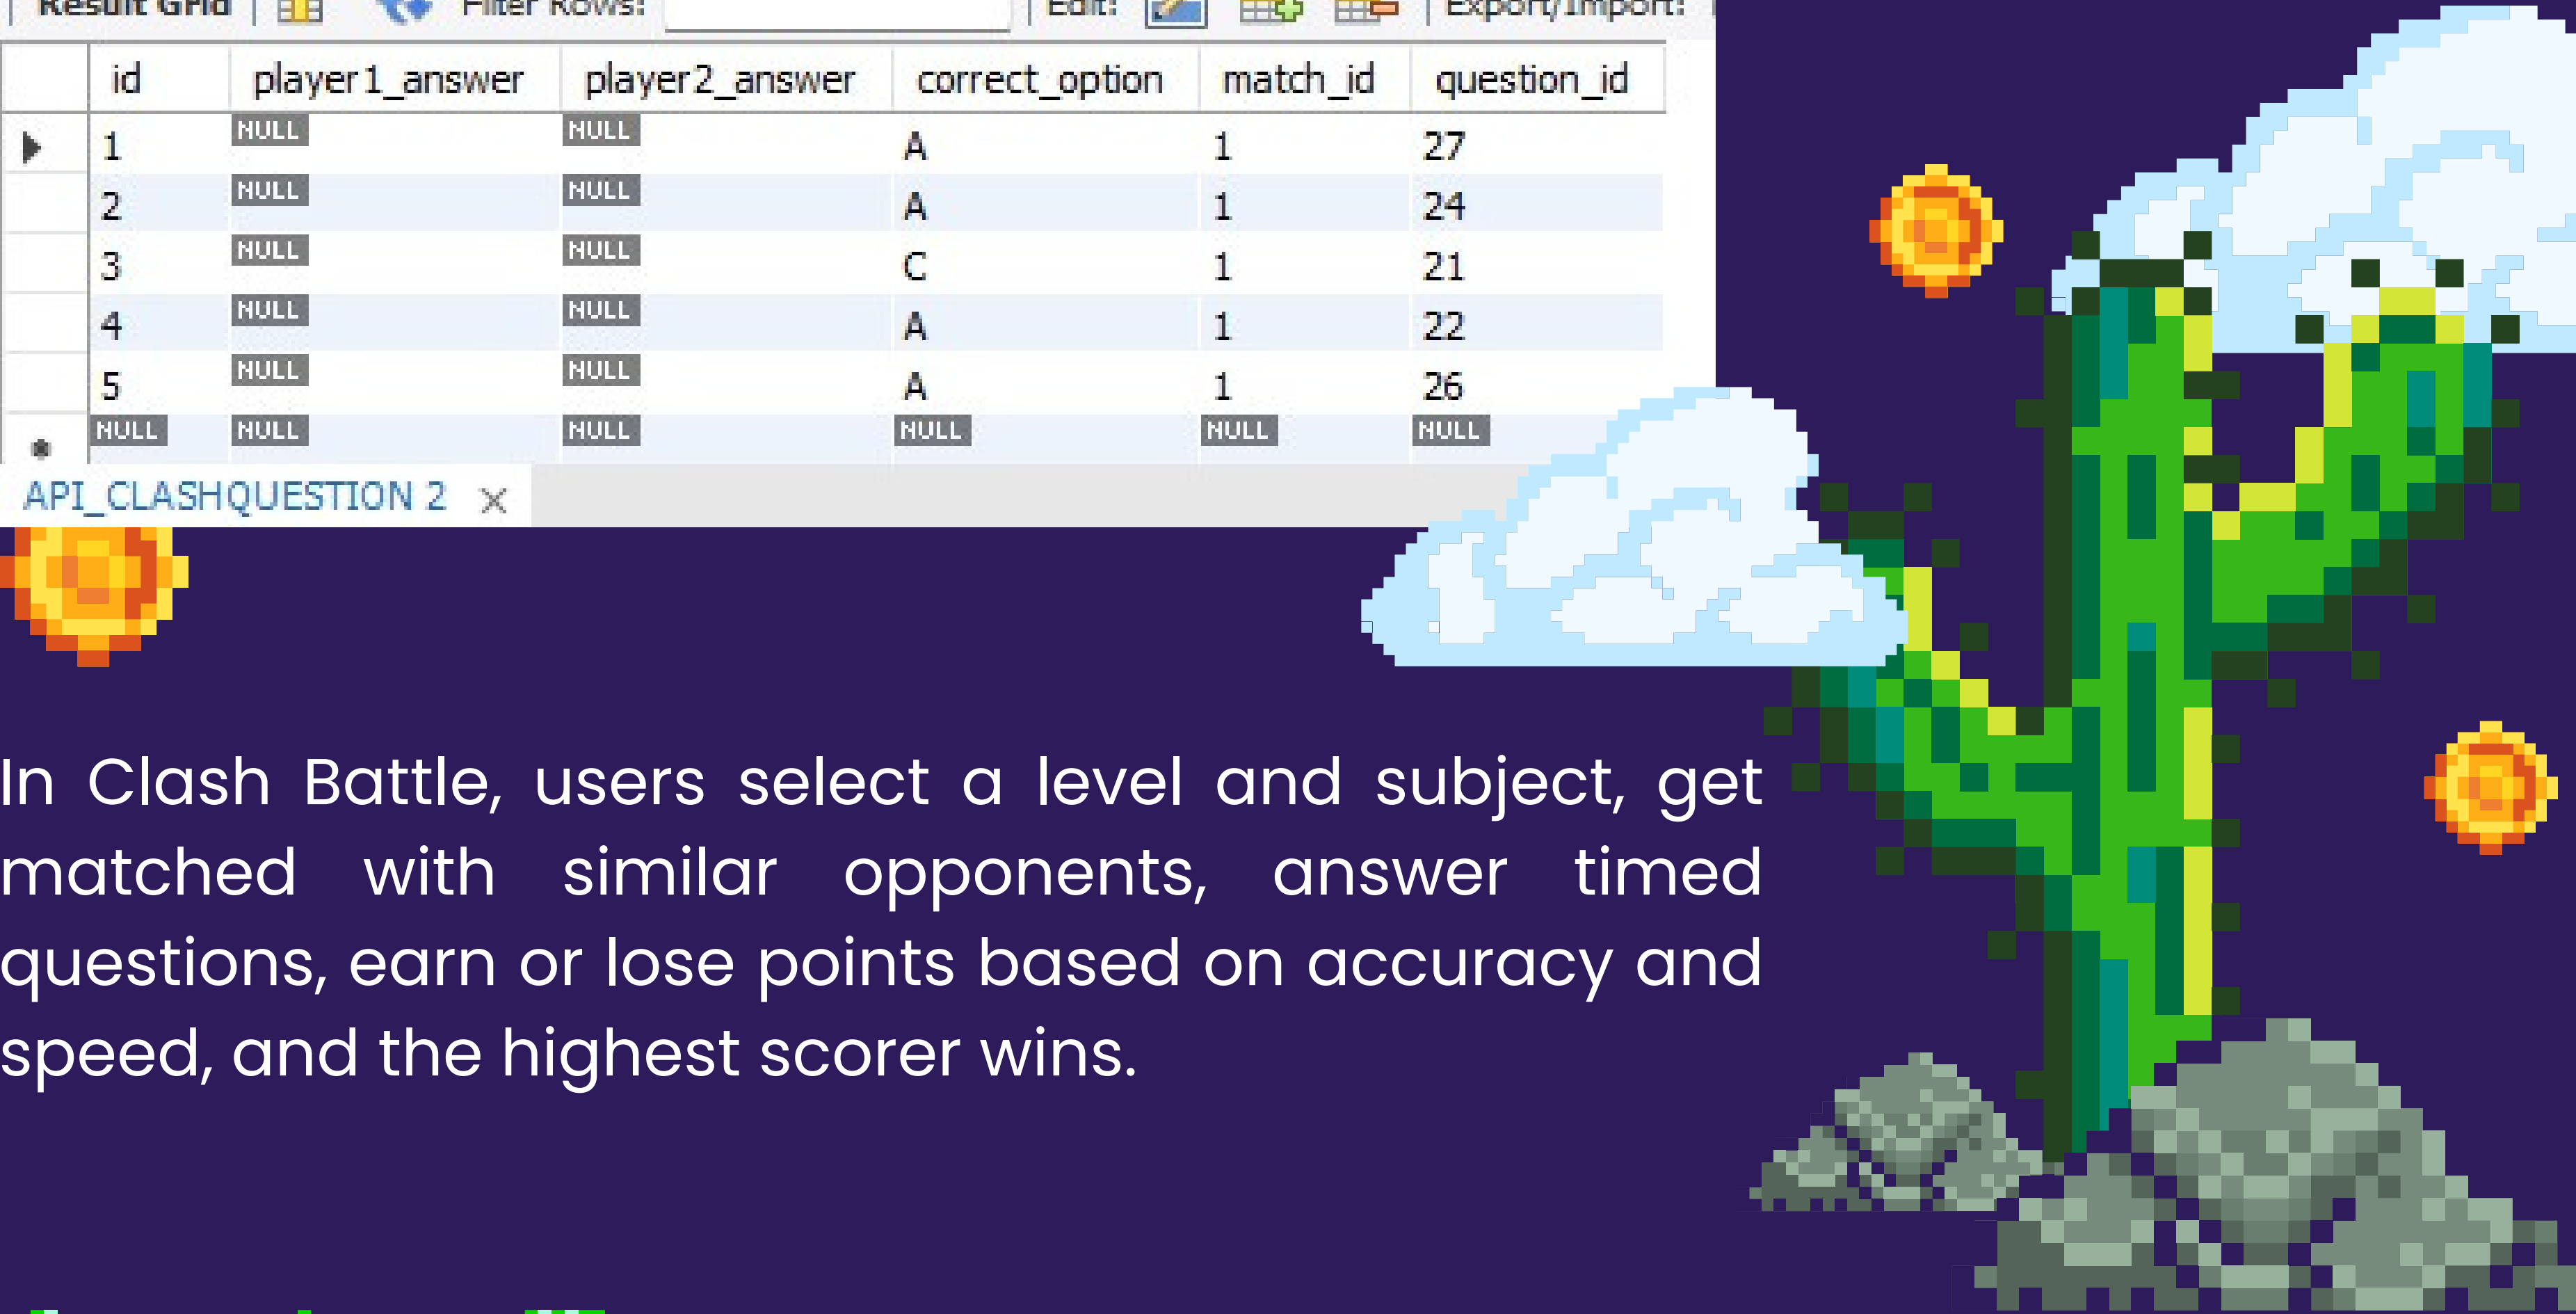 Result Grid Filter Rows: Edit: Export/Import:
id player1_answer player2_answer correct_option match_id question_id
1 NULL NULL A 1 27
2 NULL NULL A 1 24
3 NULL NULL C 1 21
4 NULL NULL A 1 22
5 NULL NULL A 1 26
NULL NULL NULL NULL NULL NULL
API_CLASHQUESTION 2 ×
In Clash Battle, users select a level and subject, get
matched with similar opponents, answer timed
questions, earn or lose points based on accuracy and
speed, and the highest scorer wins.